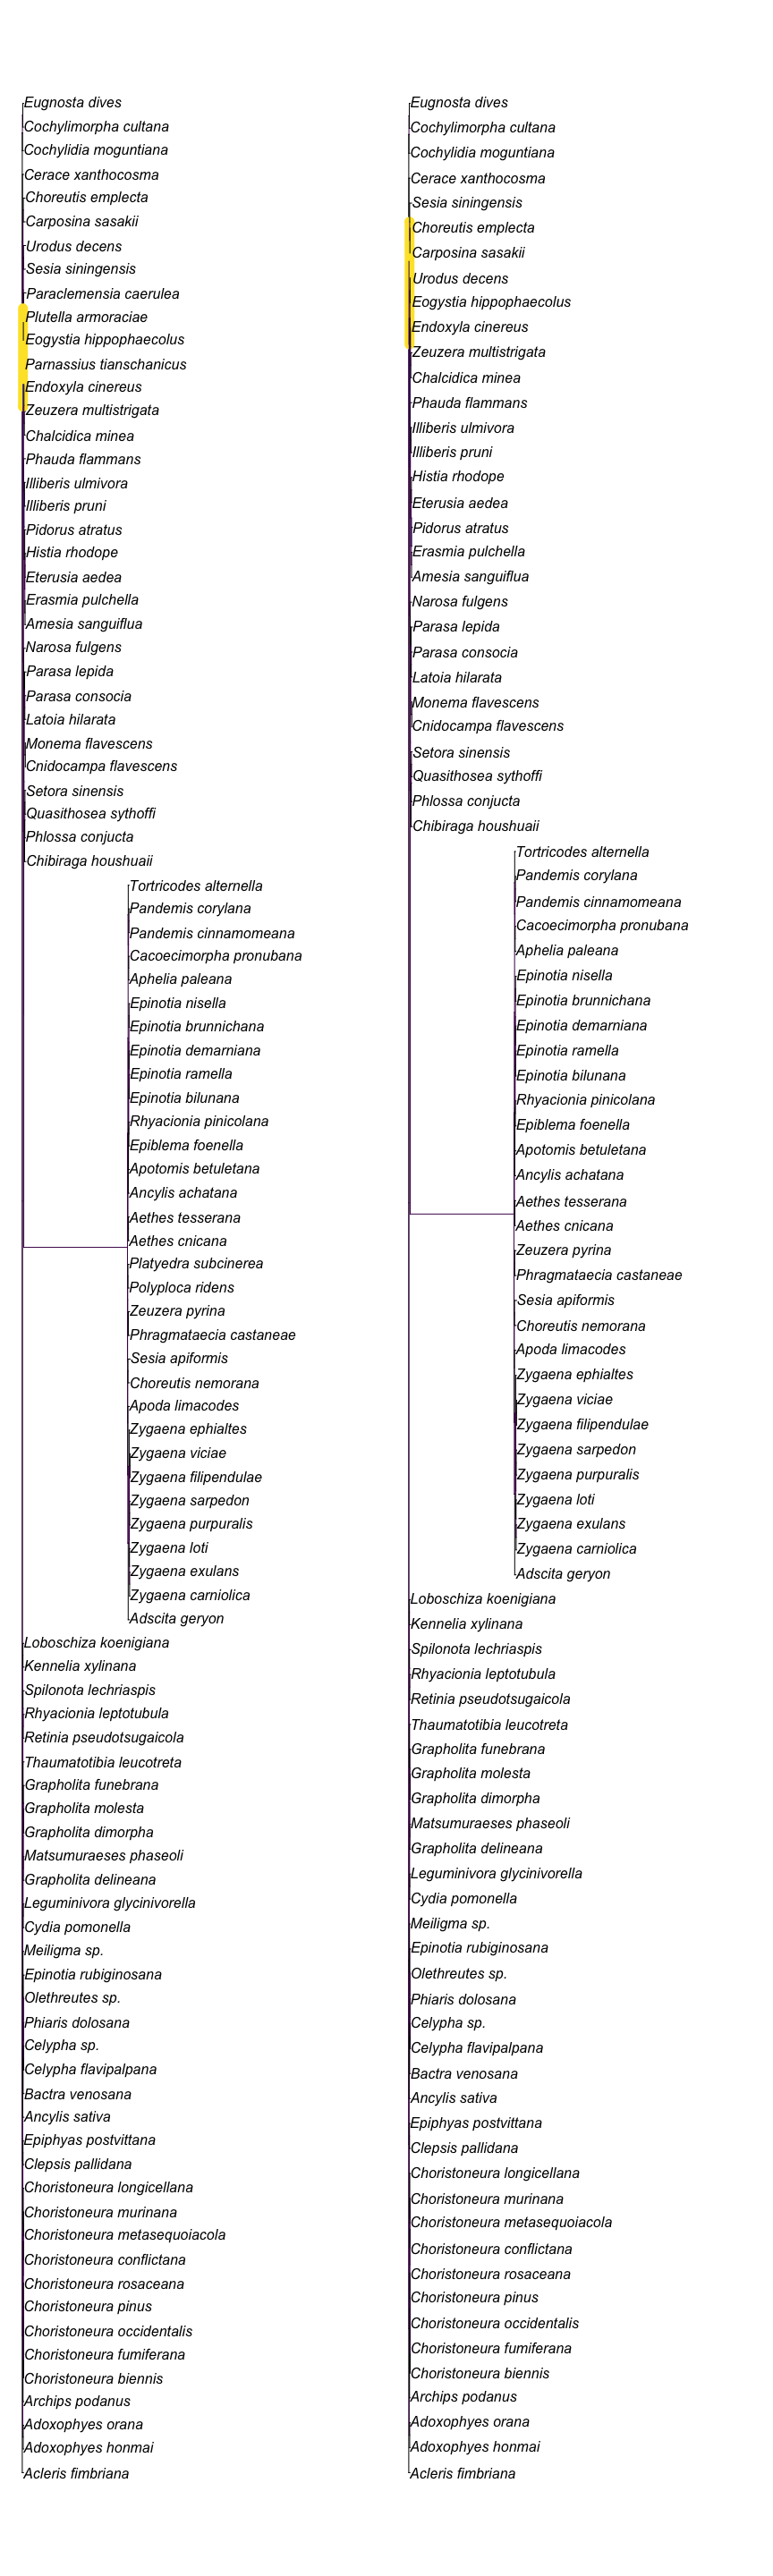 Eugnosta dives
Cochylimorpha cultana
Cochylidia moguntiana
Cerace xanthocosma
Choreutis emplecta
Carposina sasakii
Urodus decens
Sesia siningensis
Paraclemensia caerulea
Plutella armoraciae
Eogystia hippophaecolus
Parnassius tianschanicus
Endoxyla cinereus
Zeuzera multistrigata
Chalcidica minea
Phauda flammans
Illiberis ulmivora
Illiberis pruni
Pidorus atratus
Histia rhodope
Eterusia aedea
Erasmia pulchella
Amesia sanguiflua
Narosa fulgens
Parasa lepida
Parasa consocia
Latoia hilarata
Monema flavescens
Cnidocampa flavescens
Setora sinensis
Quasithosea sythoffi
Phlossa conjucta
Chibiraga houshuaii
Tortricodes alternella
Pandemis corylana
Pandemis cinnamomeana
Cacoecimorpha pronubana
Aphelia paleana
Epinotia nisella
Epinotia brunnichana
Epinotia demarniana
Epinotia ramella
Epinotia bilunana
Rhyacionia pinicolana
Epiblema foenella
Apotomis betuletana
Ancylis achatana
Aethes tesserana
Aethes cnicana
Platyedra subcinerea
Polyploca ridens
Zeuzera pyrina
Phragmataecia castaneae
Sesia apiformis
Choreutis nemorana
Apoda limacodes
Zygaena ephialtes
Zygaena viciae
Zygaena filipendulae
Zygaena sarpedon
Zygaena purpuralis
Zygaena loti
Zygaena exulans
Zygaena carniolica
Adscita geryon
Loboschiza koenigiana
Kennelia xylinana
Spilonota lechriaspis
Rhyacionia leptotubula
Retinia pseudotsugaicola
Thaumatotibia leucotreta
Grapholita funebrana
Grapholita molesta
Grapholita dimorpha
Matsumuraeses phaseoli
Grapholita delineana
Leguminivora glycinivorella
Cydia pomonella
Meiligma sp.
Epinotia rubiginosana
Olethreutes sp.
Phiaris dolosana
Celypha sp.
Celypha flavipalpana
Bactra venosana
Ancylis sativa
Epiphyas postvittana
Clepsis pallidana
Choristoneura longicellana
Choristoneura murinana
Choristoneura metasequoiacola
Choristoneura conflictana
Choristoneura rosaceana
Choristoneura pinus
Choristoneura occidentalis
Choristoneura fumiferana
Choristoneura biennis
Archips podanus
Adoxophyes orana
Adoxophyes honmai
Acleris fimbriana
Eugnosta dives
Cochylimorpha cultana
Cochylidia moguntiana
Cerace xanthocosma
Sesia siningensis
Choreutis emplecta
Carposina sasakii
Urodus decens
Eogystia hippophaecolus
Endoxyla cinereus
Zeuzera multistrigata
Chalcidica minea
Phauda flammans
Illiberis ulmivora
Illiberis pruni
Histia rhodope
Eterusia aedea
Pidorus atratus
Erasmia pulchella
Amesia sanguiflua
Narosa fulgens
Parasa lepida
Parasa consocia
Latoia hilarata
Monema flavescens
Cnidocampa flavescens
Setora sinensis
Quasithosea sythoffi
Phlossa conjucta
Chibiraga houshuaii
Tortricodes alternella
Pandemis corylana
Pandemis cinnamomeana
Cacoecimorpha pronubana
Aphelia paleana
Epinotia nisella
Epinotia brunnichana
Epinotia demarniana
Epinotia ramella
Epinotia bilunana
Rhyacionia pinicolana
Epiblema foenella
Apotomis betuletana
Ancylis achatana
Aethes tesserana
Aethes cnicana
Zeuzera pyrina
Phragmataecia castaneae
Sesia apiformis
Choreutis nemorana
Apoda limacodes
Zygaena ephialtes
Zygaena viciae
Zygaena filipendulae
Zygaena sarpedon
Zygaena purpuralis
Zygaena loti
Zygaena exulans
Zygaena carniolica
Adscita geryon
Loboschiza koenigiana
Kennelia xylinana
Spilonota lechriaspis
Rhyacionia leptotubula
Retinia pseudotsugaicola
Thaumatotibia leucotreta
Grapholita funebrana
Grapholita molesta
Grapholita dimorpha
Matsumuraeses phaseoli
Grapholita delineana
Leguminivora glycinivorella
Cydia pomonella
Meiligma sp.
Epinotia rubiginosana
Olethreutes sp.
Phiaris dolosana
Celypha sp.
Celypha flavipalpana
Bactra venosana
Ancylis sativa
Epiphyas postvittana
Clepsis pallidana
Choristoneura longicellana
Choristoneura murinana
Choristoneura metasequoiacola
Choristoneura conflictana
Choristoneura rosaceana
Choristoneura pinus
Choristoneura occidentalis
Choristoneura fumiferana
Choristoneura biennis
Archips podanus
Adoxophyes orana
Adoxophyes honmai
Acleris fimbriana